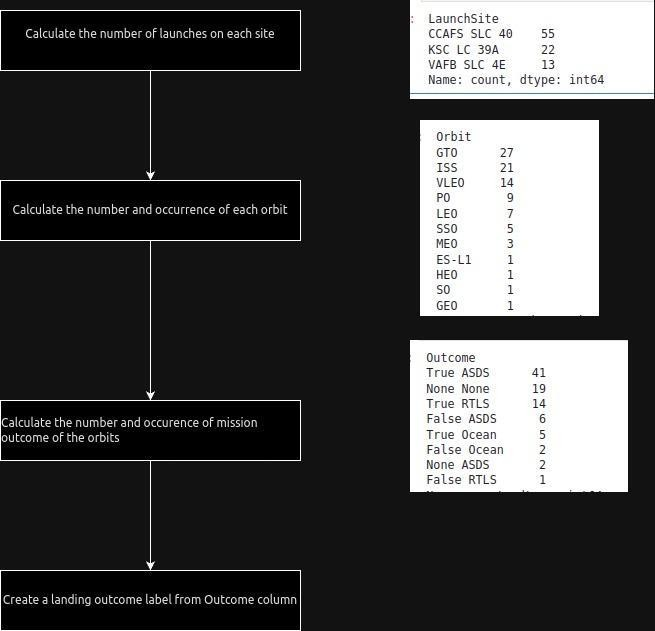 Calculate the number of launches on each site
Calculate the number and occurrence of each orbit
Calculate the number and occurence of mission
outcome of the orbits
Create a landing outcome label from Outcome column
: LaunchSite
CCAFS SLC 40 55
KSC LC 39A 22
VAFB SLC 4E 13
Name: count, dtype: int64
Orbit
GTO 27
ISS 21
VLEO 14
PO 9
LEO 7
SSO 5
MEO 3
ES-L1 1
HEO 1
SO 1
GEO 1
Outcome
True ASDS 41
None None 19
True RTLS 14
False ASDS 6
True Ocean 5
False Ocean 2
None ASDS 2
False RTLS 1